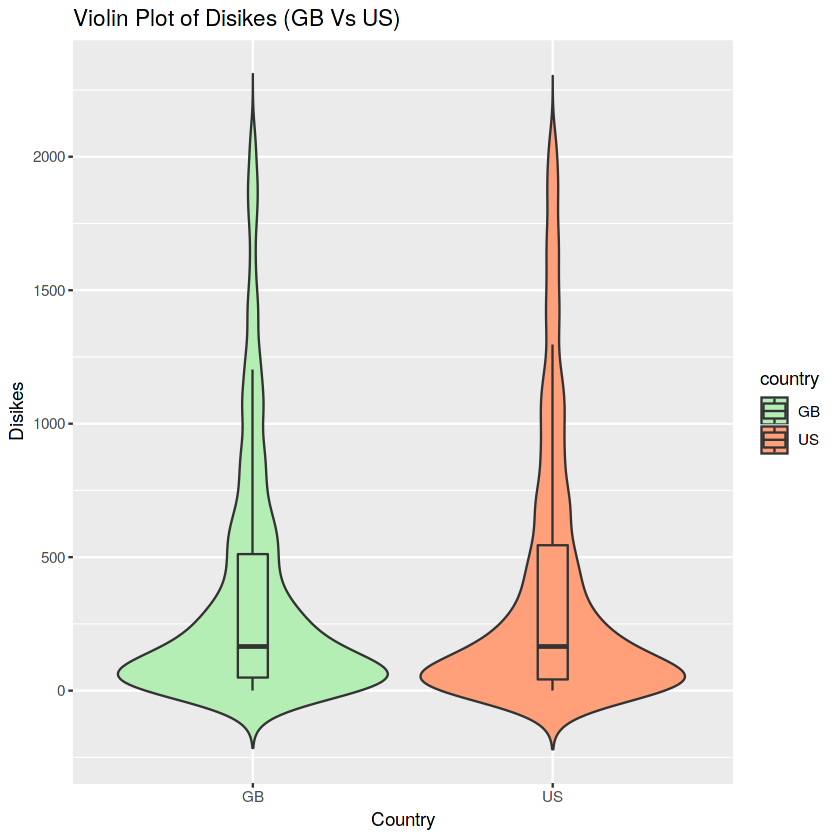 Violin Plot of Disikes (GB Vs US)
Disikes
2000
1500
1000
500
0
GB
US
Country
country
GB
US